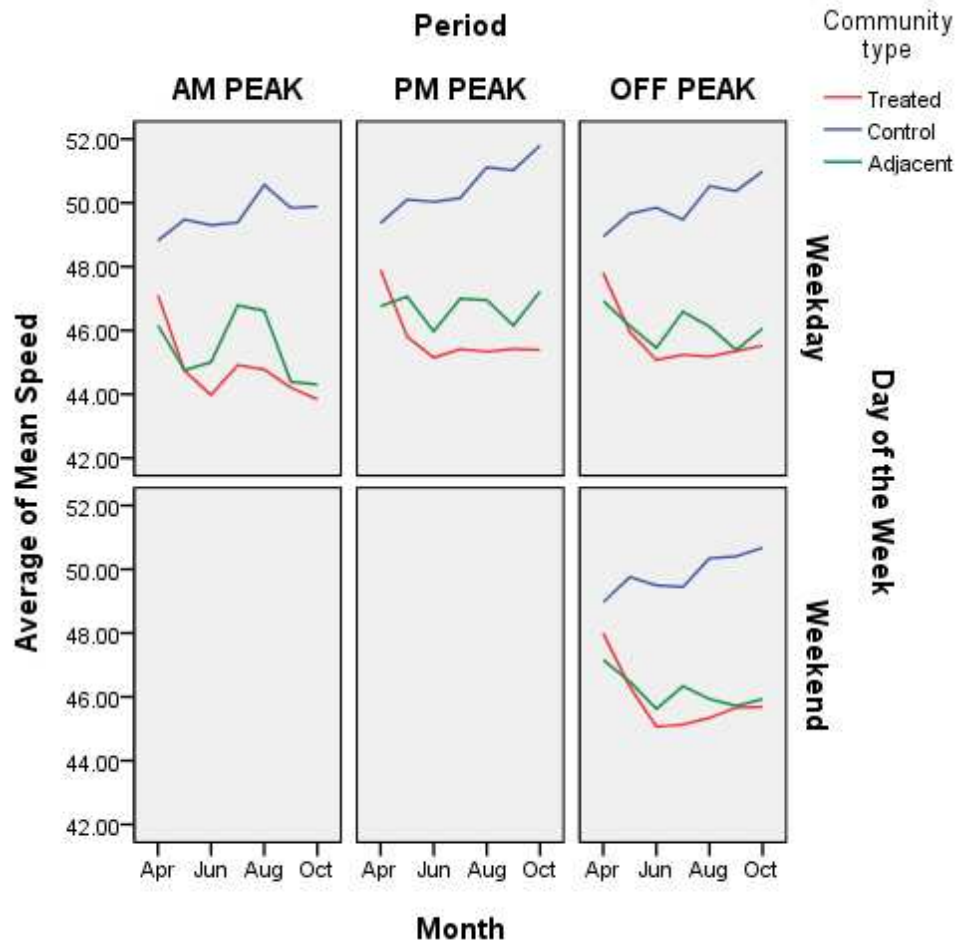 Period
Community
type
Treated
Control
Adjacent
AM PEAK
PM PEAK
OFF PEAK
52.00
50.00
48.00
46.00
44.00
42.00
Weekday
52.00
50.00
48.00
46.00
44.00
42.00
Weekend
Average of Mean Speed
Day of the Week
Apr Jun Aug Oct
Apr Jun Aug Oct
Apr Jun Aug Oct
Month